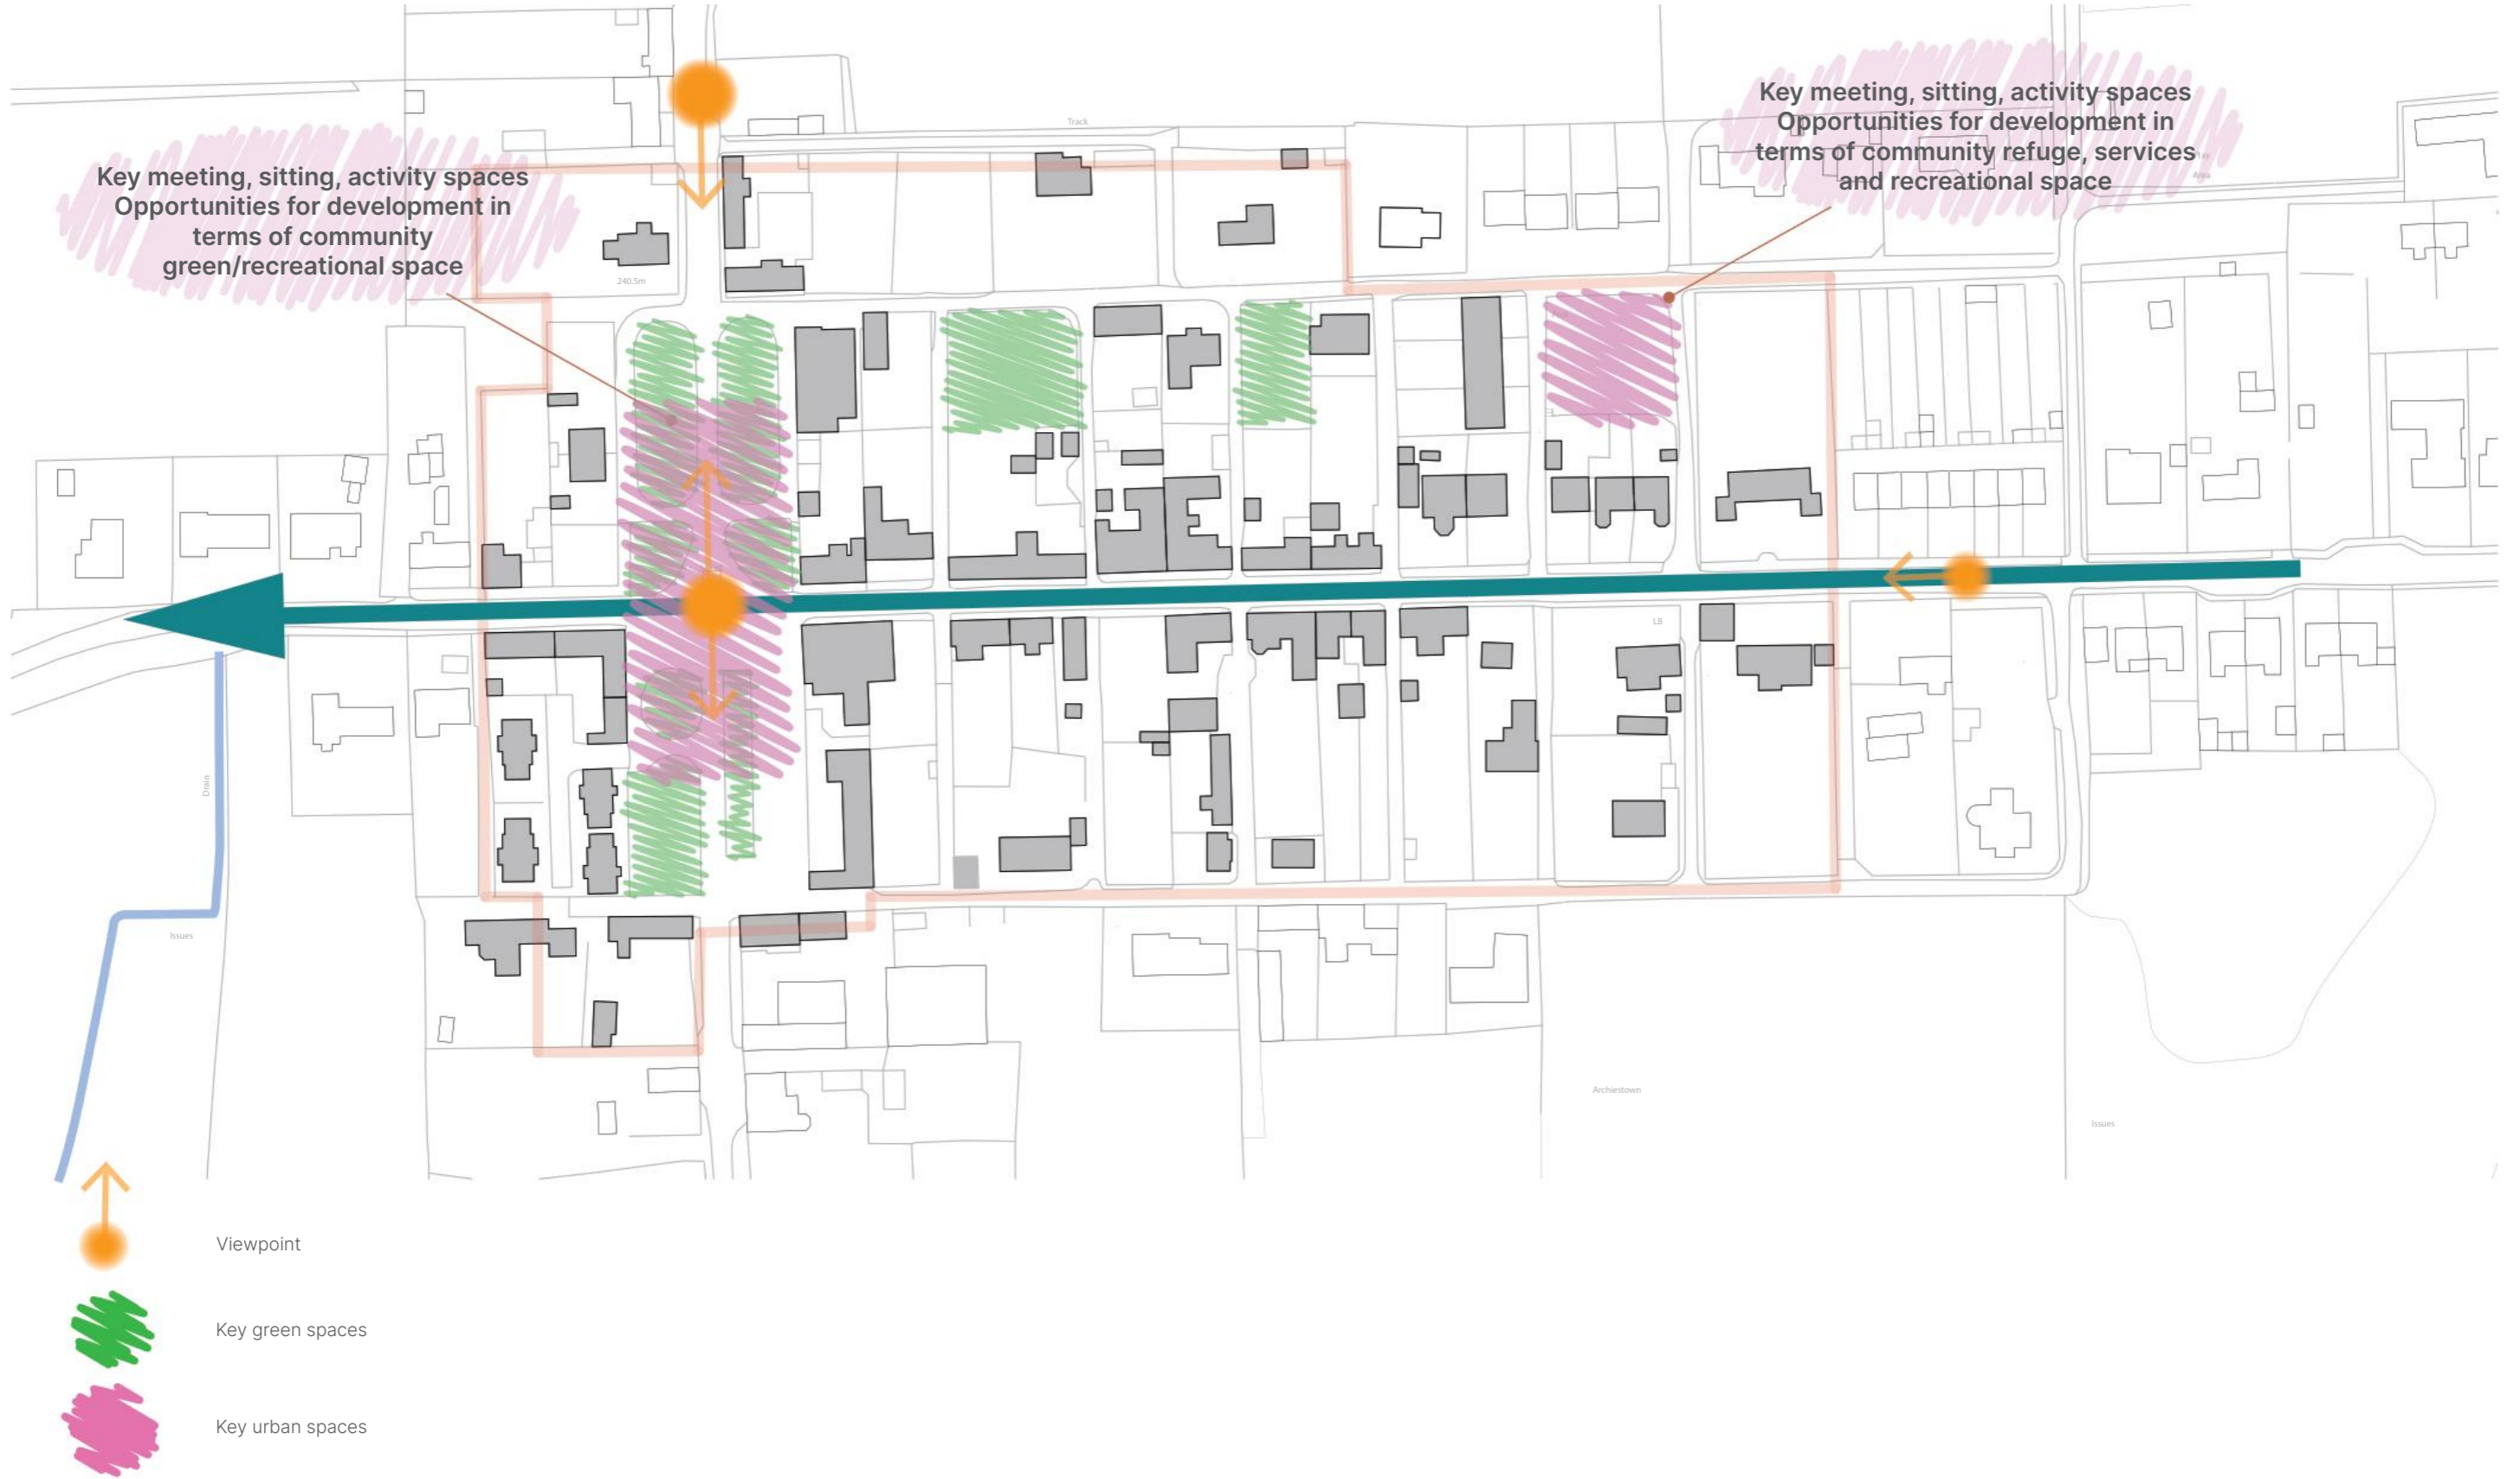 Track
Key meeting, sitting, activity spaces
Opportunities for development in
terms of community refuge, services
and recreational space
Play
Area
Key meeting, sitting, activity spaces
Opportunities for development in
terms of community
green/recreational space
240.5m
LB
Drain
Issues
Archiestown
Issues
Viewpoint
Key green spaces
Key urban spaces